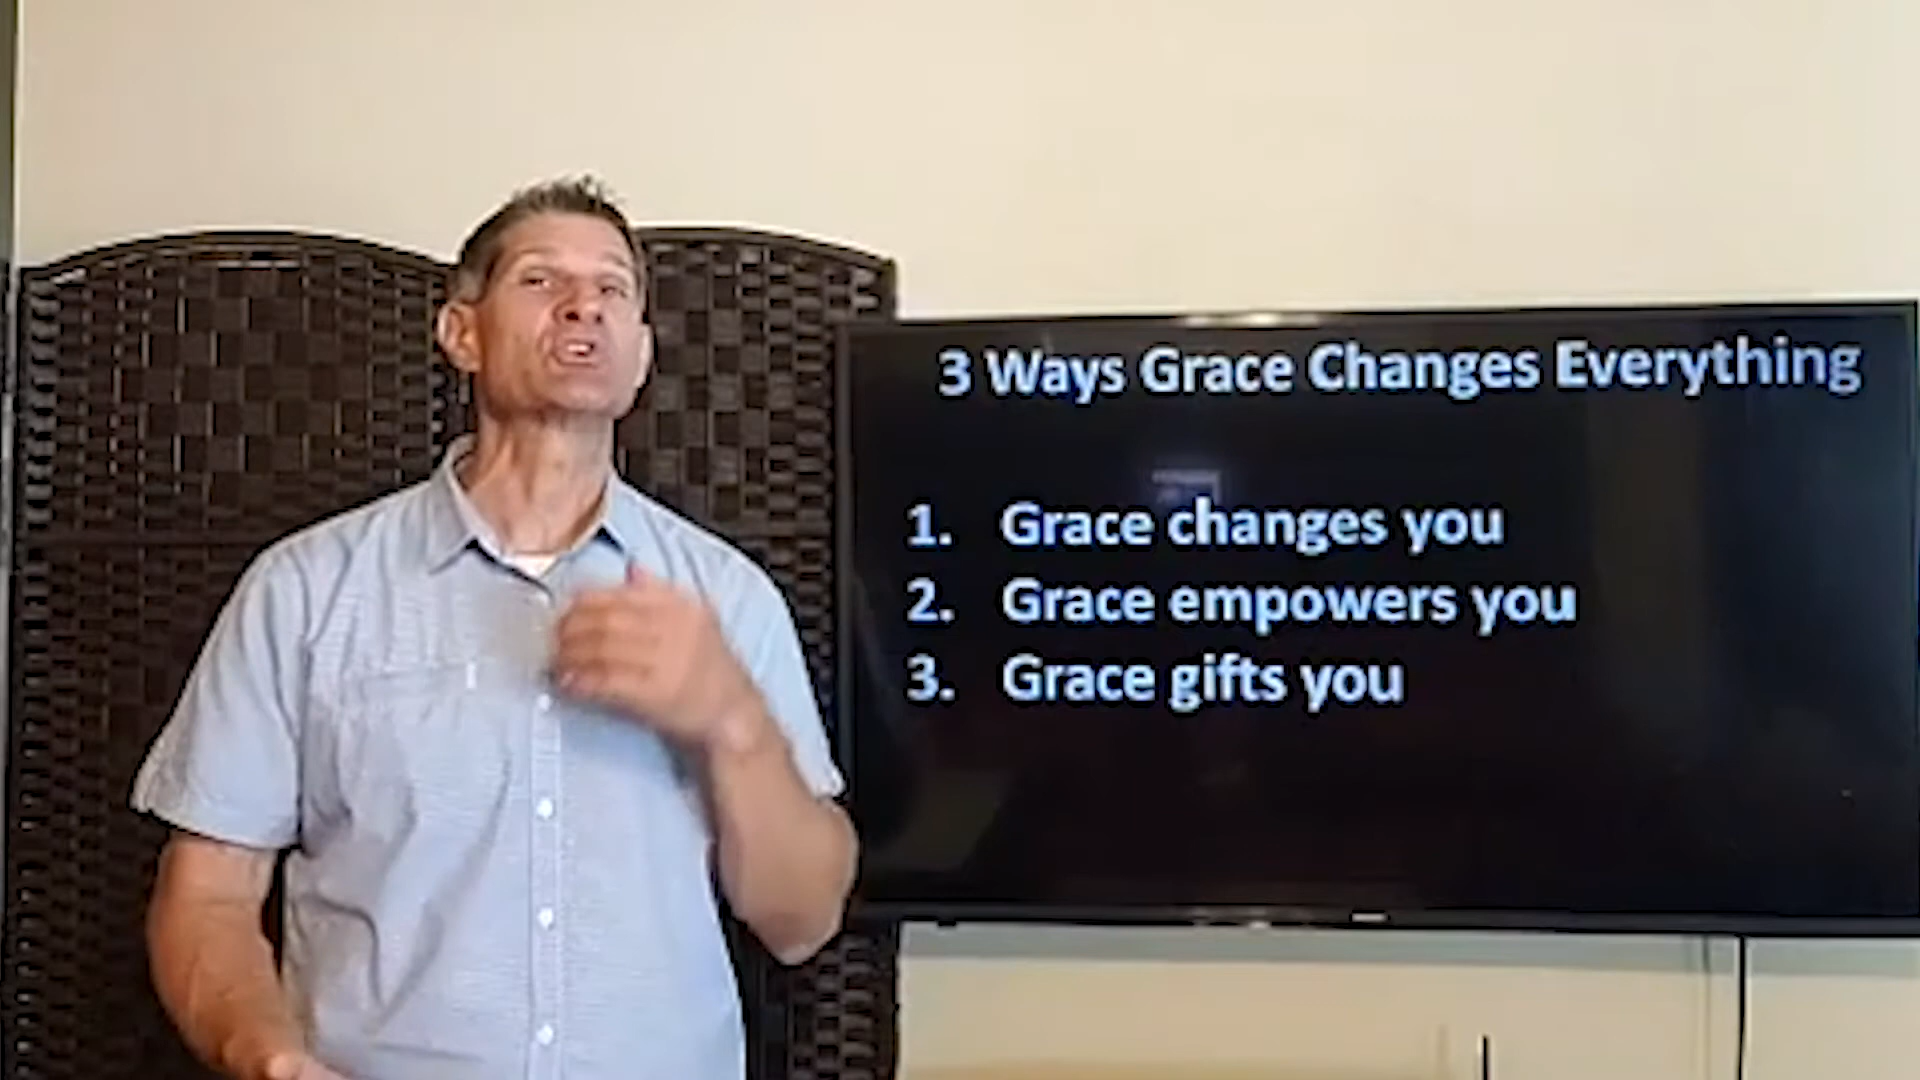 3 Ways Grace Changes Everything
1. Grace changes you
2. Grace empowers you
3. Grace gifts you